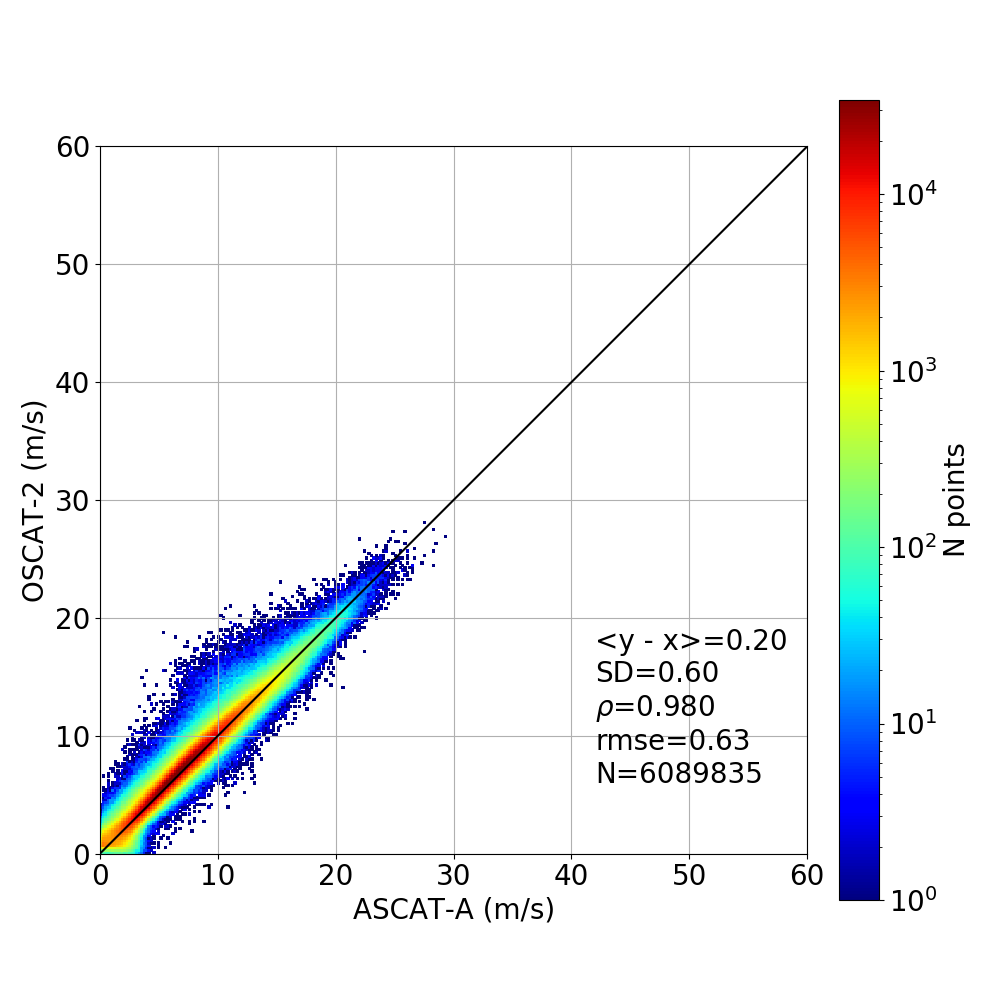 60
50
40
30
20
10
0
0 10 20 30 40 50 60
OSCAT-2 (m/s)
ASCAT-A (m/s)
<y - x>=0.20
SD=0.60
ρ=0.980
rmse=0.63
N=6089835
10⁴
10³
10²
10¹
10⁰
N points